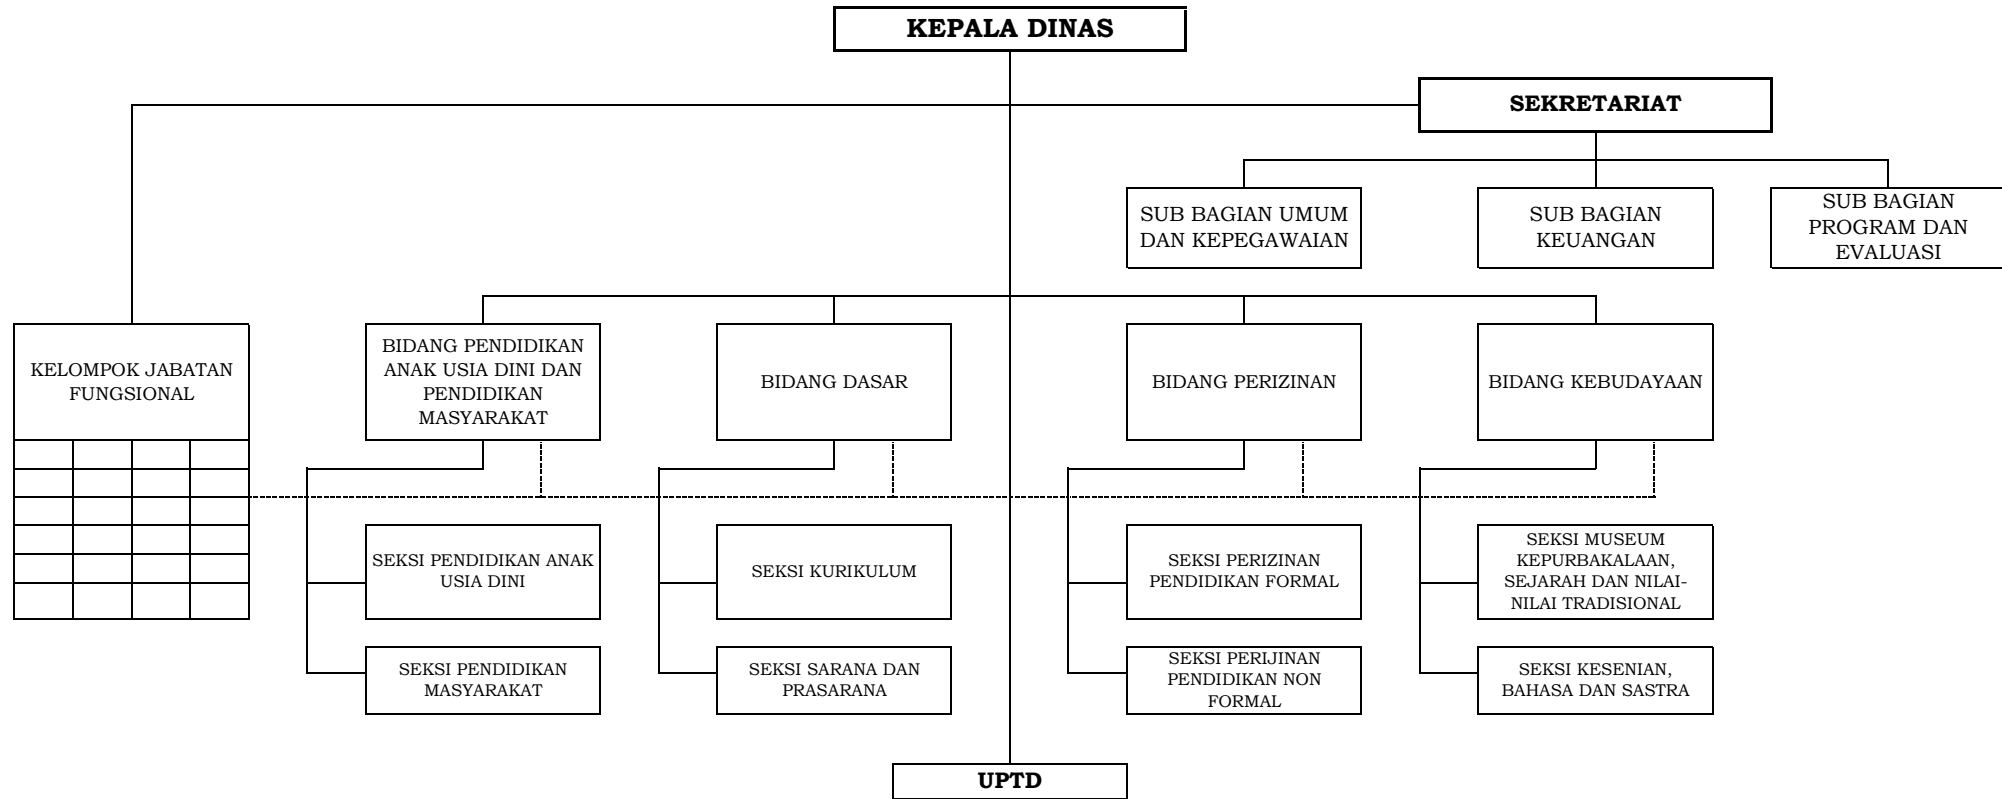 KEPALA DINAS
SEKRETARIAT
SUB BAGIAN UMUM
DAN KEPEGAWAIAN
SUB BAGIAN
KEUANGAN
SUB BAGIAN
PROGRAM DAN
EVALUASI
KELOMPOK JABATAN
FUNGSIONAL
BIDANG PENDIDIKAN
ANAK USIA DINI DAN
PENDIDIKAN
MASYARAKAT
BIDANG DASAR
BIDANG PERIZINAN
BIDANG KEBUDAYAAN
SEKSI PENDIDIKAN ANAK
USIA DINI
SEKSI KURIKULUM
SEKSI PERIZINAN
PENDIDIKAN FORMAL
SEKSI MUSEUM
KEPURBAKALAAN,
SEJARAH DAN NILAI-
NILAI TRADISIONAL
SEKSI PENDIDIKAN
MASYARAKAT
SEKSI SARANA DAN
PRASARANA
SEKSI PERIJINAN
PENDIDIKAN NON
FORMAL
SEKSI KESENIAN,
BAHASA DAN SASTRA
UPTD